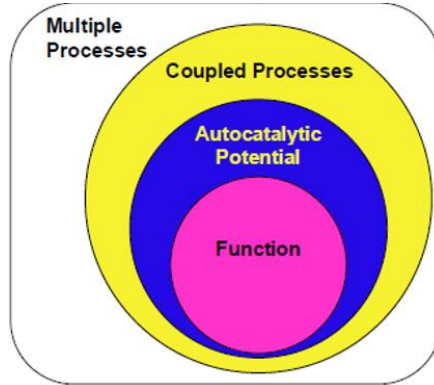 Multiple
Processes
Coupled Processes
Autocatalytic
Potential
Function